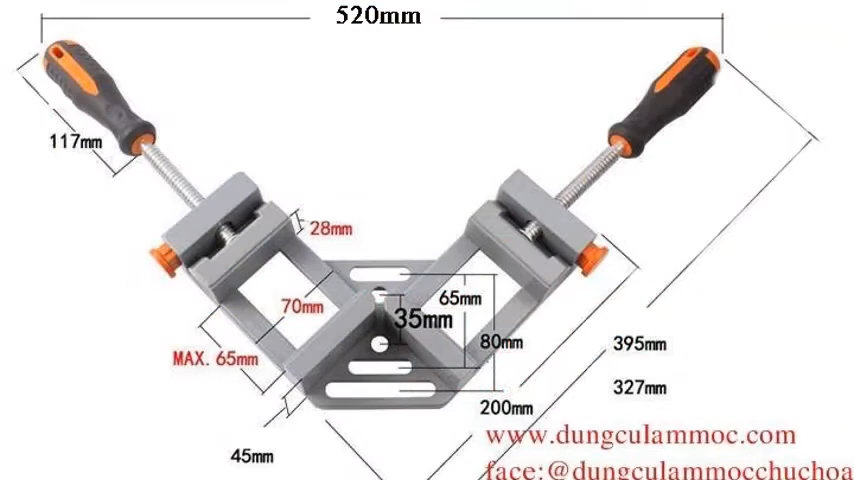 520mm
117mm
28mm
70mm
65mm
35mm
80mm
MAX. 65mm
395mm
327mm
200mm
45mm
www.dungculammoc.com
face:@dungculammocchuchoa